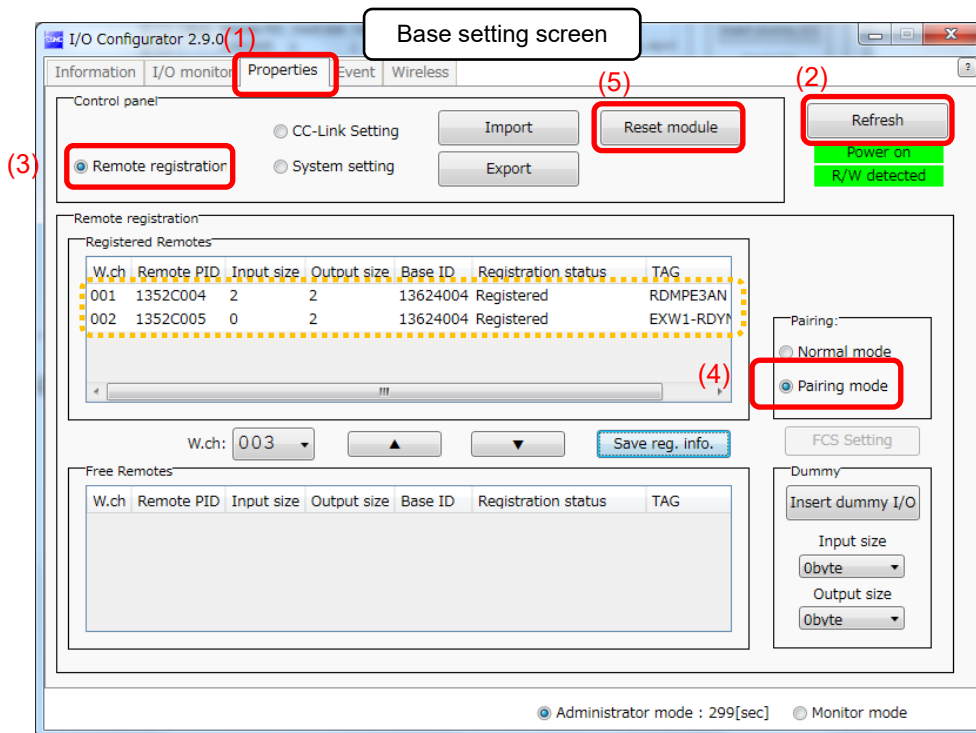 Base setting screen
I/O Configurator 2.9.0
(1)
Information I/O monitor Properties Event Wireless
?
(5)
(2)
Control panel
CC-Link Setting Import Reset module Refresh
Power on
(3) Remote registration System setting Export R/W detected
Remote registration
Registered Remotes
W.ch Remote PID Input size Output size Base ID Registration status TAG
001 1352C004 2 2 13624004 Registered RDMPE3AN
002 1352C005 0 2 13624004 Registered EXW1-RDYN
Pairing:
Normal mode
(4) Pairing mode
W.ch: 003 ▲ ▼ Save reg. info. FCS Setting
Free Remotes
W.ch Remote PID Input size Output size Base ID Registration status TAG
Dummy
Insert dummy I/O
Input size
0byte
Output size
0byte
Administrator mode : 299[sec] Monitor mode